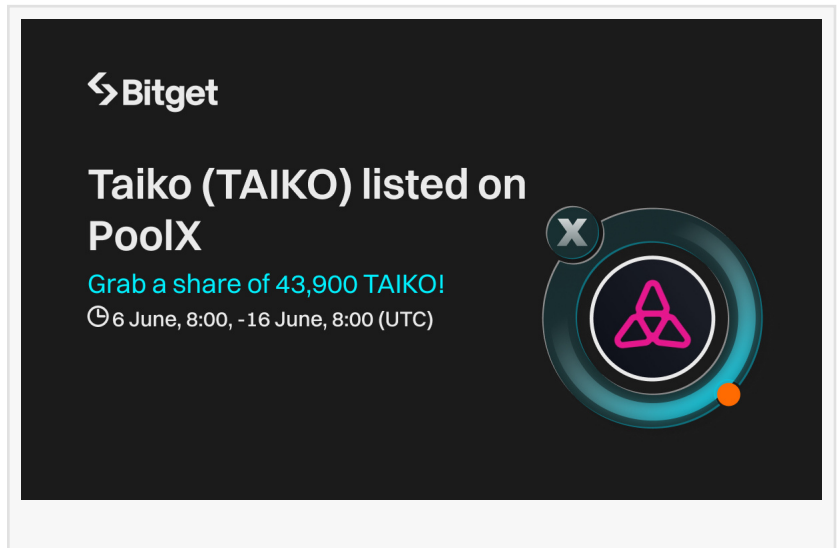 Bitget
Taiko (TAIKO) listed on
PoolX
Grab a share of 43,900 TAIKO!
6 June, 8:00, -16 June, 8:00 (UTC)
X